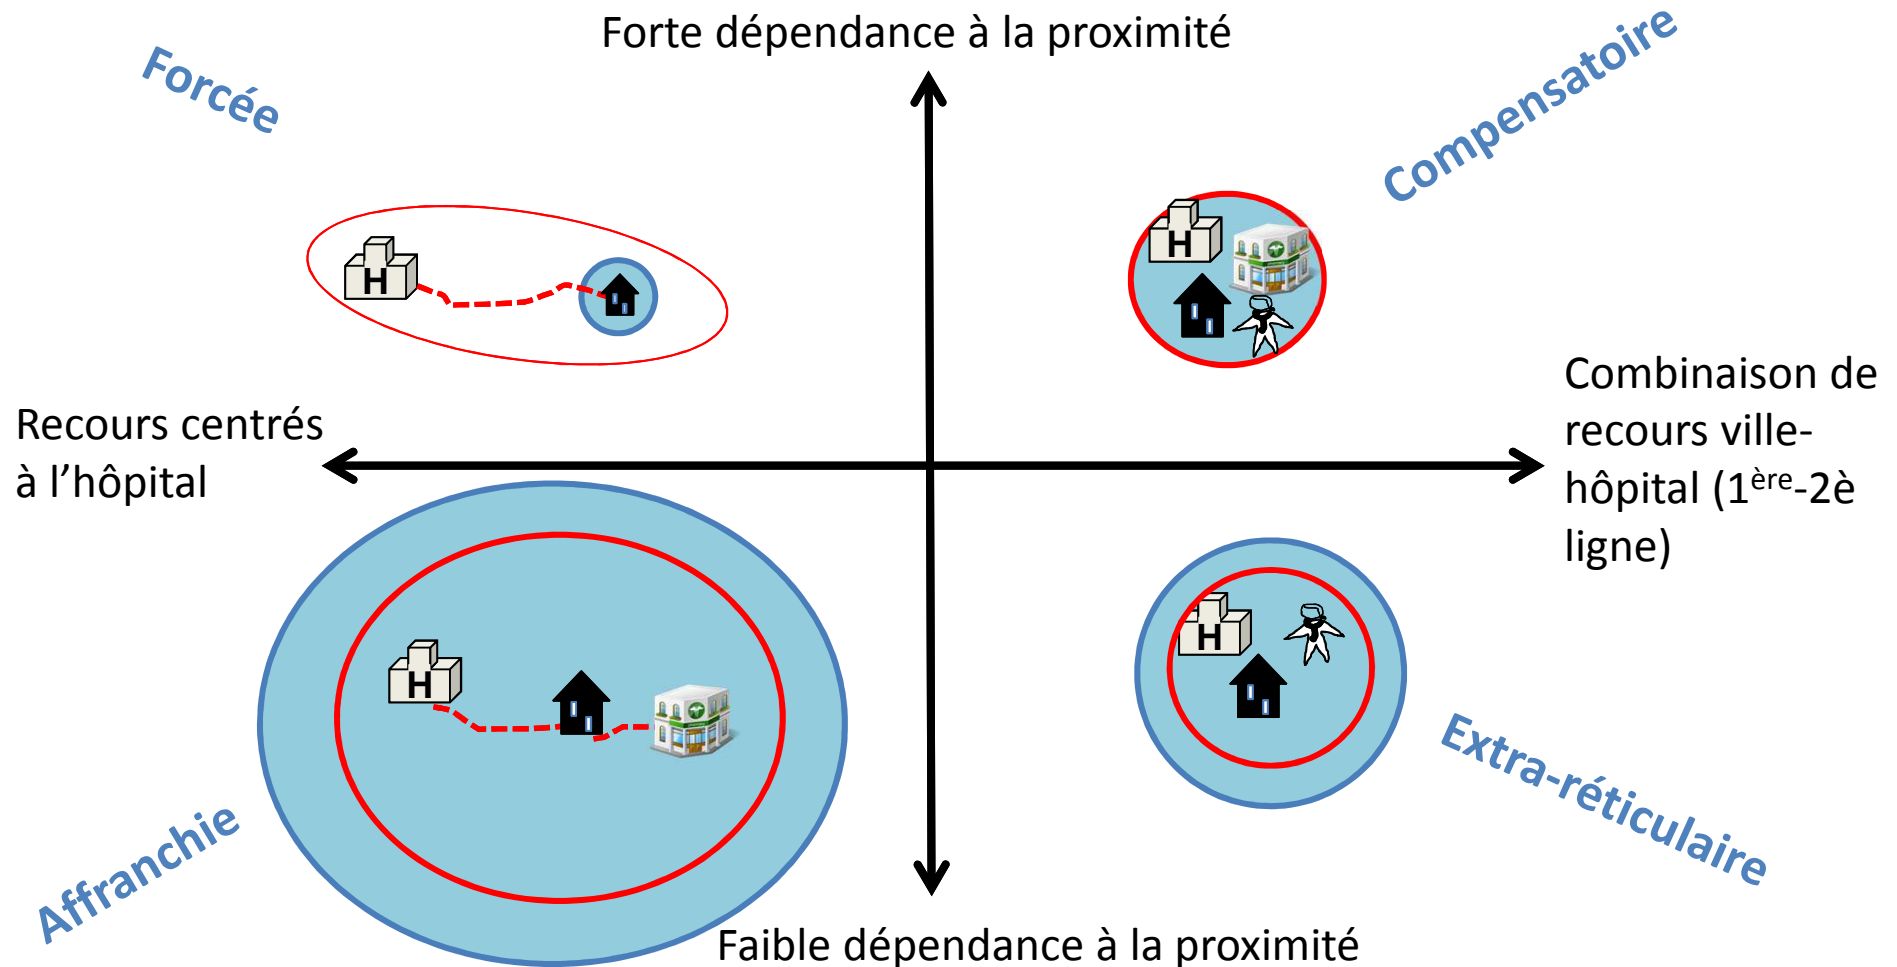 Forte dépendance à la proximité
Forcée
Compensatoire
H
H
Recours centrés
à l’hôpital
Combinaison de
recours ville-
hôpital (1ère-2è
ligne)
H
H
Affranchie
Extra-réticulaire
Faible dépendance à la proximité